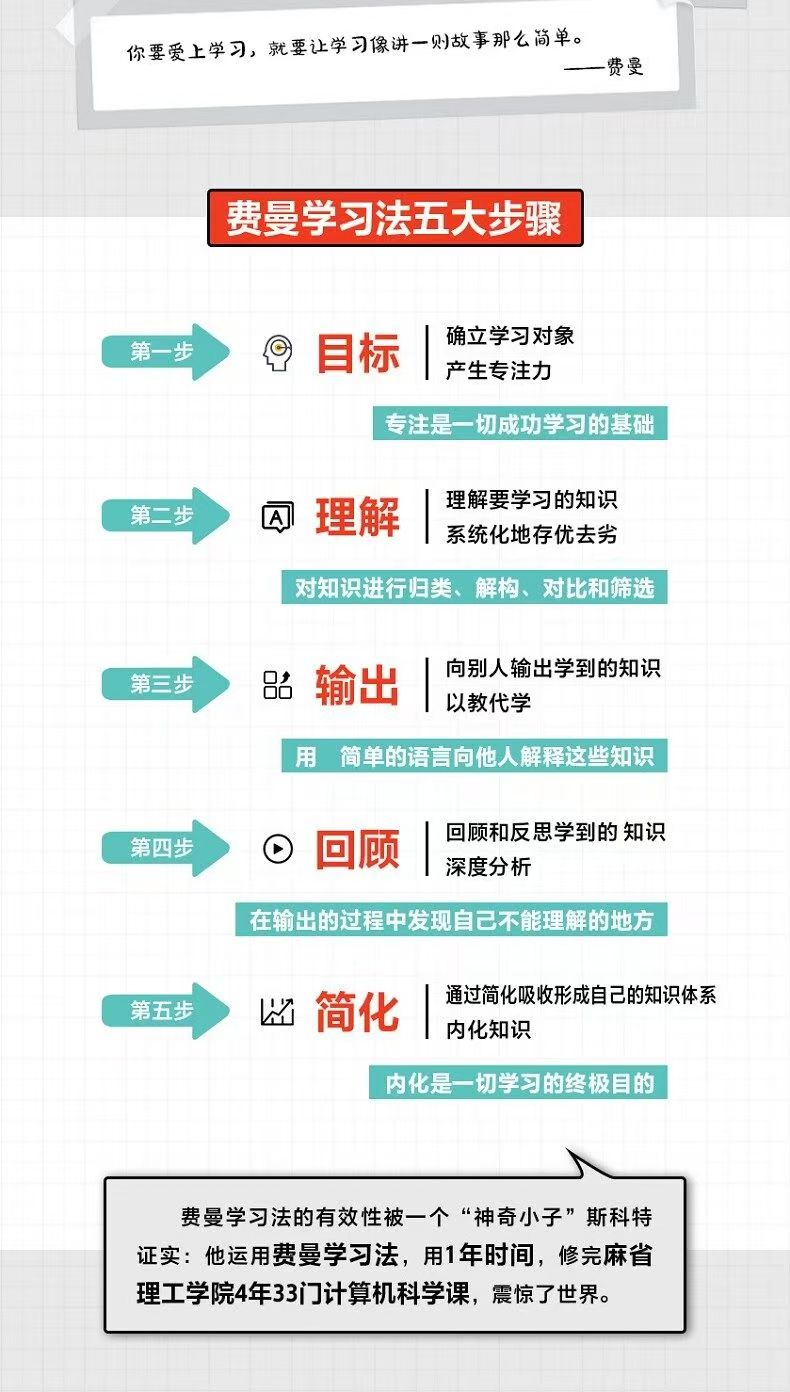 你要爱上学习，就要让学习像讲一则故事那么简单。
——费曼
费曼学习法五大步骤
第一步
目标
确立学习对象
产生专注力
专注是一切成功学习的基础
第二步
A
理解
理解要学习的知识
系统化地存优去劣
对知识进行归类、解构、对比和筛选
第三步
输出
向别人输出学到的知识
以教代学
用 简单的语言向他人解释这些知识
第四步
回顾
回顾和反思学到的 知识
深度分析
在输出的过程中发现自己不能理解的地方
第五步
简化
通过简化吸收形成自己的知识体系
内化知识
内化是一切学习的终极目的
费曼学习法的有效性被一个“神奇小子”斯科特
证实：他运用费曼学习法，用1年时间，修完麻省
理工学院4年33门计算机科学课，震惊了世界。